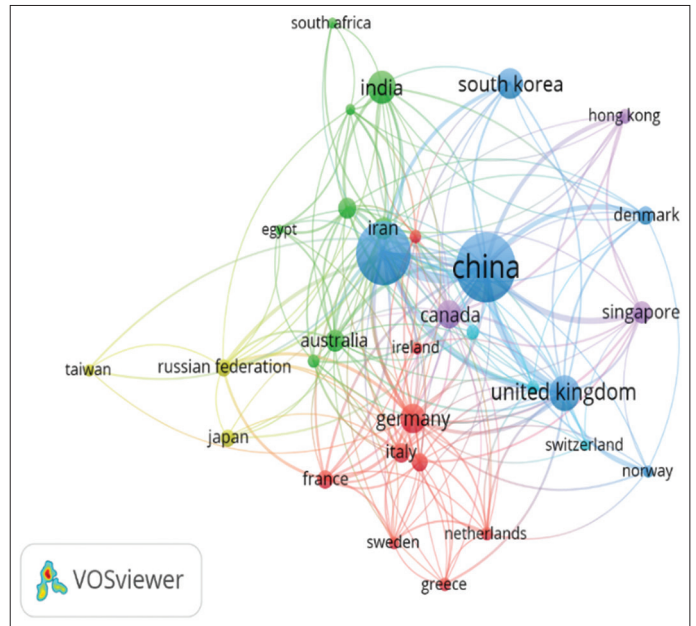 south africa
india
south korea
hong kong
denmark
egypt
iran
china
canada
singapore
australia
ireland
taiwan
russian federation
united kingdom
germany
japan
italy
switzerland
france
norway
sweden
netherlands
greece
VOSviewer